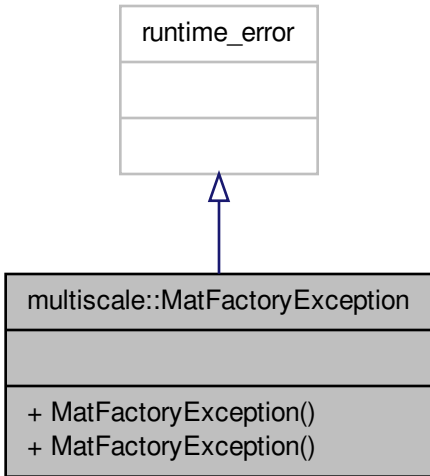 runtime_error
multiscale::MatFactoryException
+ MatFactoryException()
+ MatFactoryException()